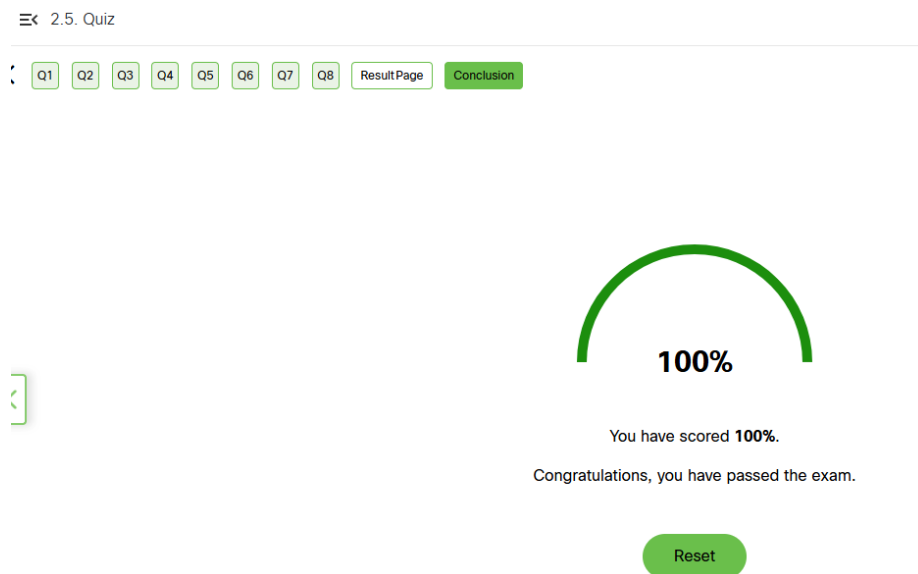 2.5. Quiz
Q1 Q2 Q3 Q4 Q5 Q6 Q7 Q8 Result Page Conclusion
100%
You have scored 100%.
Congratulations, you have passed the exam.
Reset